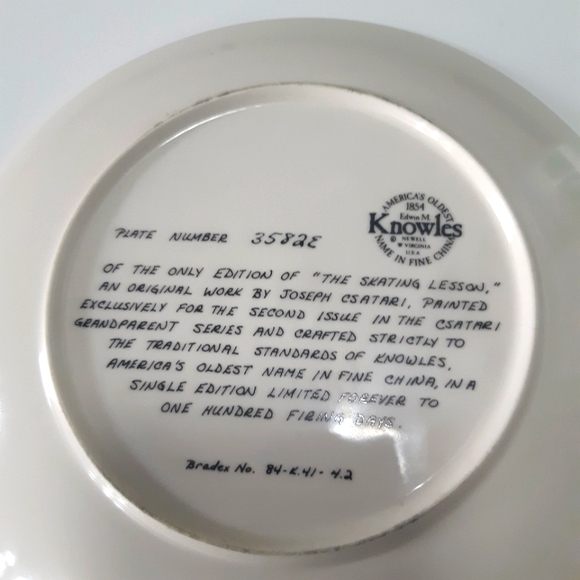 AMERICA'S OLDEST
1854
Edwin M.
Knowles
NEWELL
W. VIRGINIA
U.S.A.
NAME IN FINE CHINA
PLATE NUMBER 3582E
OF THE ONLY EDITION OF "THE SKATING LESSON,"
AN ORIGINAL WORK BY JOSEPH CSATARI, PAINTED
EXCLUSIVELY FOR THE SECOND ISSUE IN THE CSATARI
GRANDPARENT SERIES AND CRAFTED STRICTLY TO
THE TRADITIONAL STANDARDS OF KNOWLES,
AMERICA'S OLDEST NAME IN FINE CHINA, IN A
SINGLE EDITION LIMITED FOREVER TO
ONE HUNDRED FIRING DAYS.
Bradex No. 84-K41-4.2